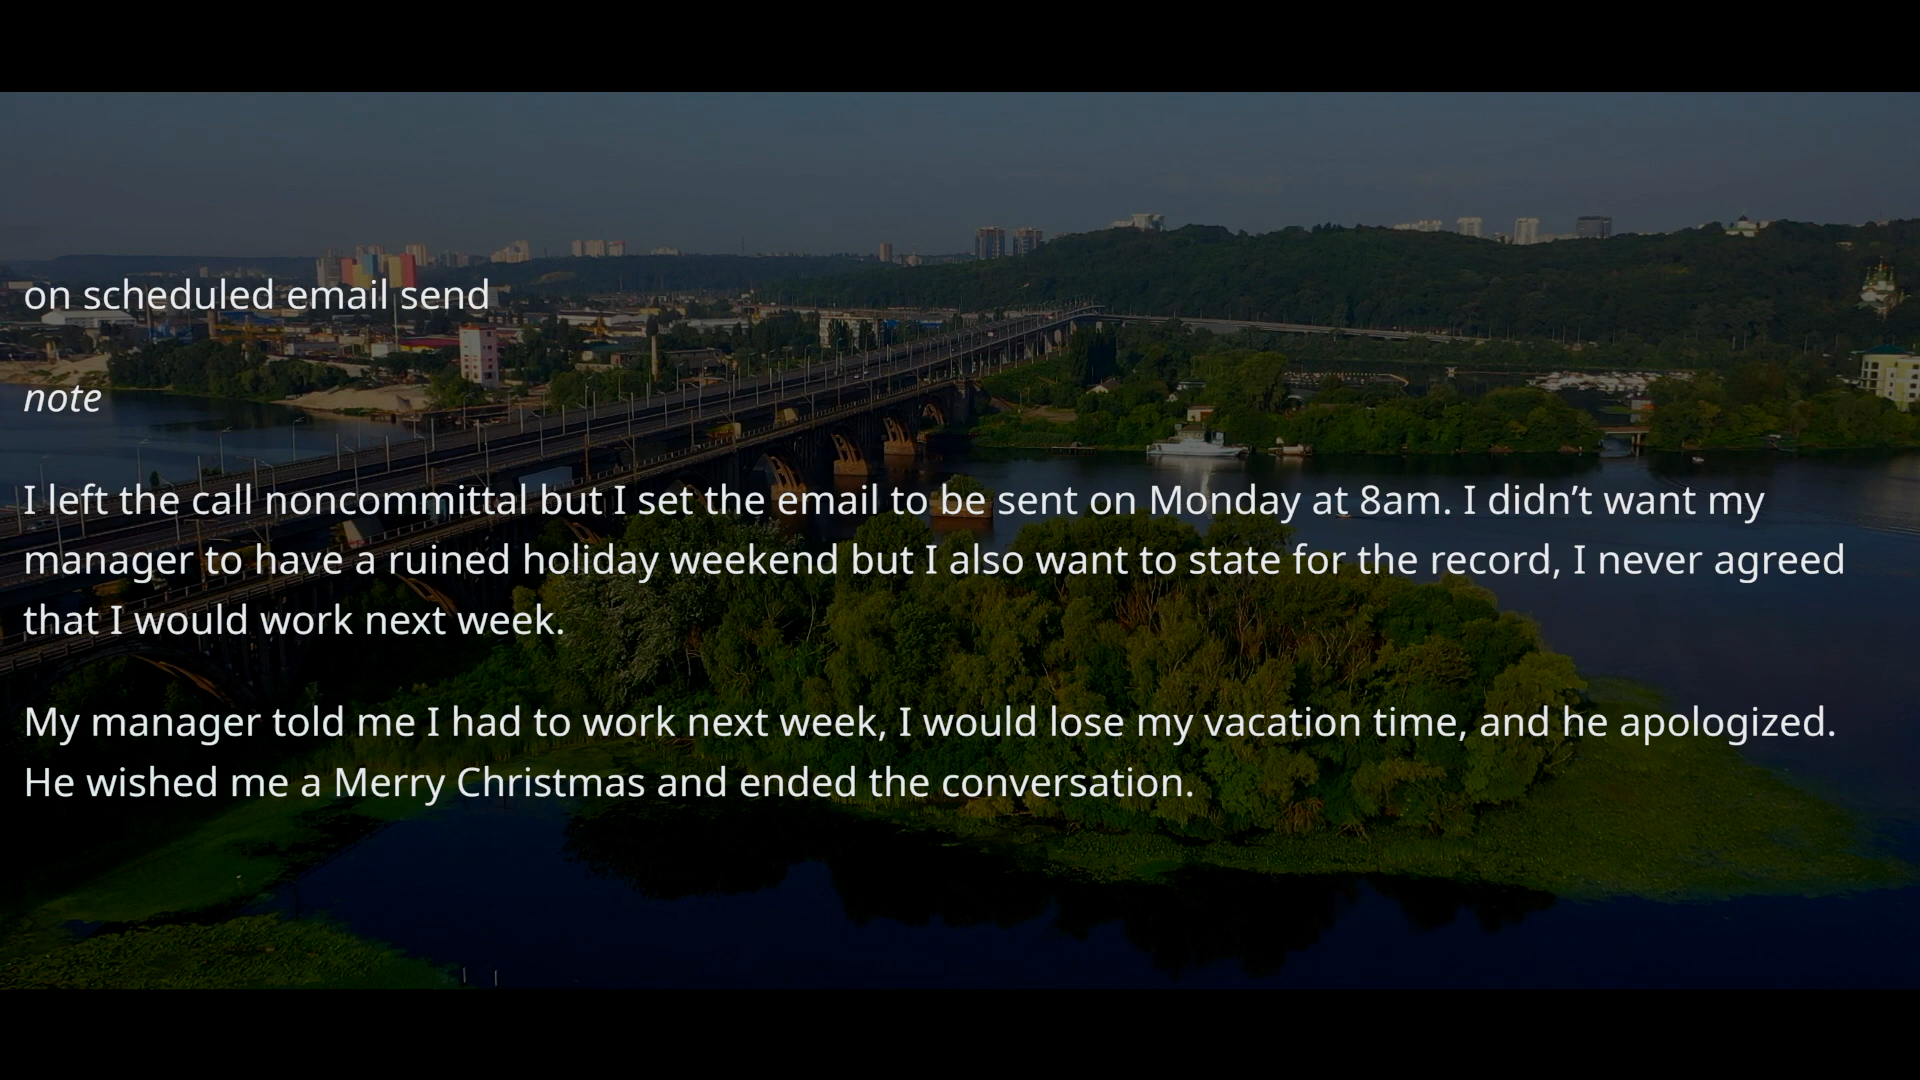 on scheduled email send
note
I left the call noncommittal but I set the email to be sent on Monday at 8am. I didn’t want my
manager to have a ruined holiday weekend but I also want to state for the record, I never agreed
that I would work next week.
My manager told me I had to work next week, I would lose my vacation time, and he apologized.
He wished me a Merry Christmas and ended the conversation.